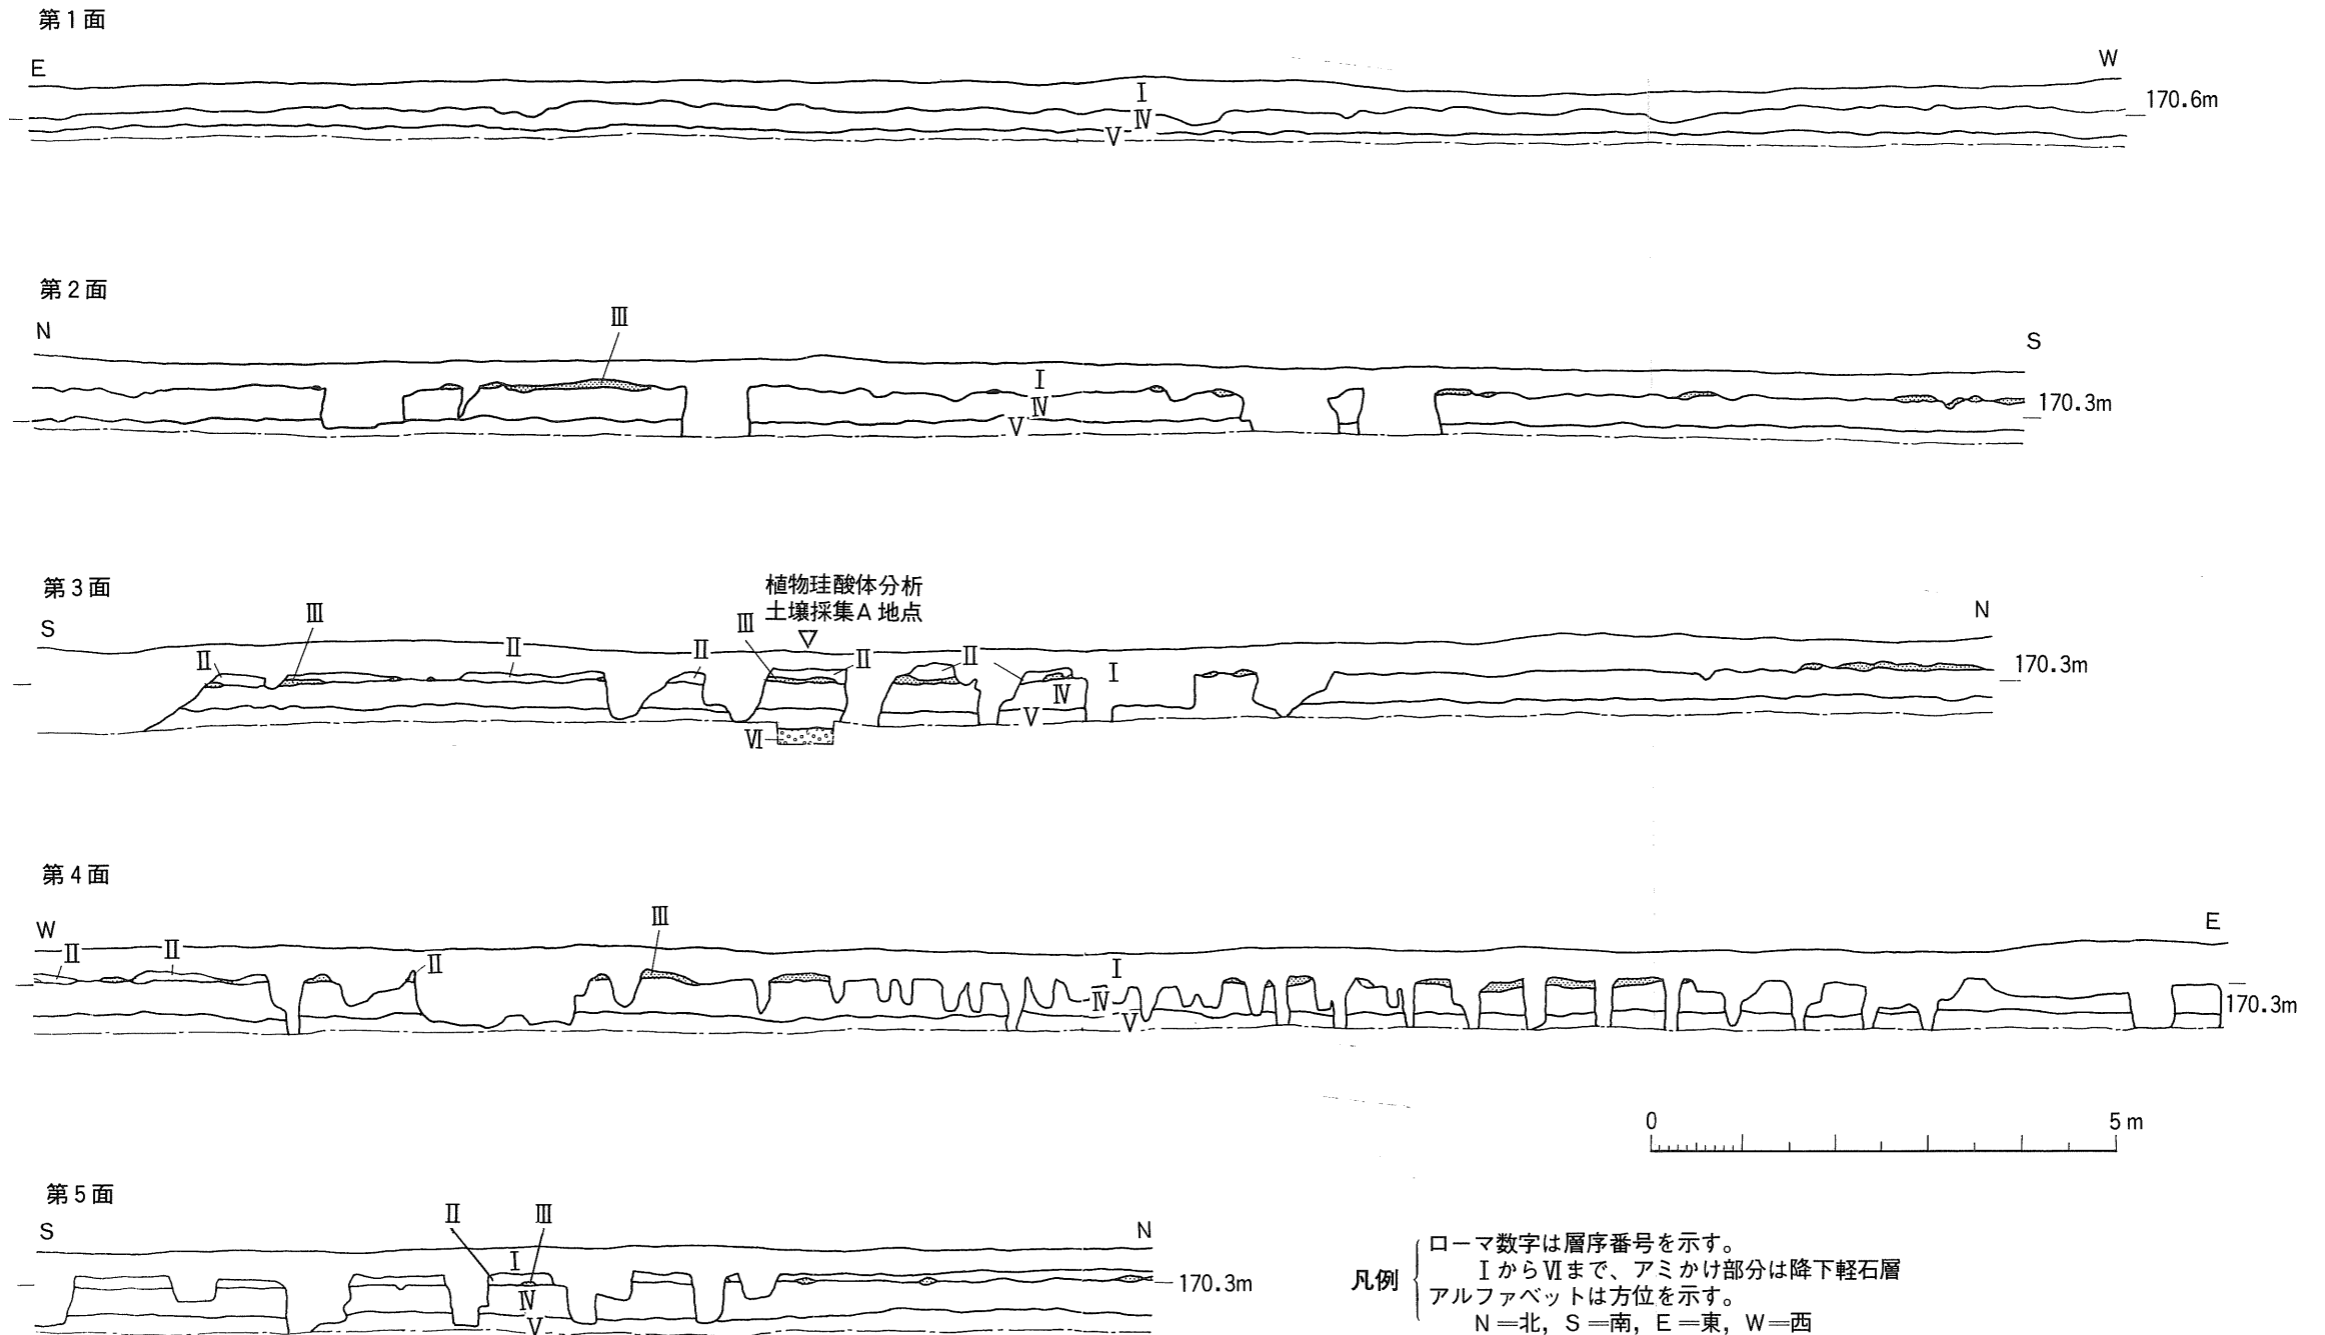 第1面
E
W
I
Ⅳ
V
170.6m
第2面
Ⅲ
N
S
I
Ⅳ
V
170.3m
第3面
植物珪酸体分析
土壌採集A地点
▽
Ⅲ
Ⅲ
S
N
Ⅱ
Ⅱ
Ⅱ
Ⅱ
Ⅱ
I
Ⅳ
V
Ⅵ
170.3m
第4面
Ⅲ
W
E
Ⅱ
Ⅱ
Ⅱ
I
Ⅳ
V
170.3m
0 5m
第5面
Ⅱ Ⅲ
S
N
I
Ⅳ
V
170.3m
凡例
ローマ数字は層序番号を示す。
ⅠからⅥまで、アミかけ部分は降下軽石層
アルファベットは方位を示す。
N=北, S=南, E=東, W=西